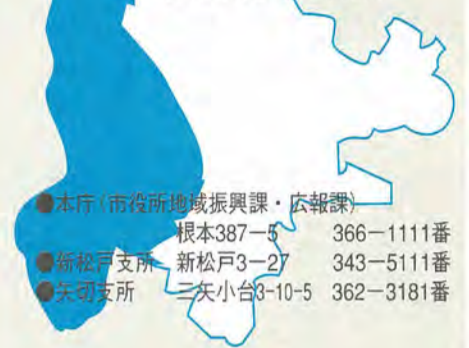 ●本庁(市役所地域振興課・広報課)
根本387−5 366−1111番
●新松戸支所 新松戸3−27 343−5111番
●矢切支所 三矢小台3-10-5 362−3181番